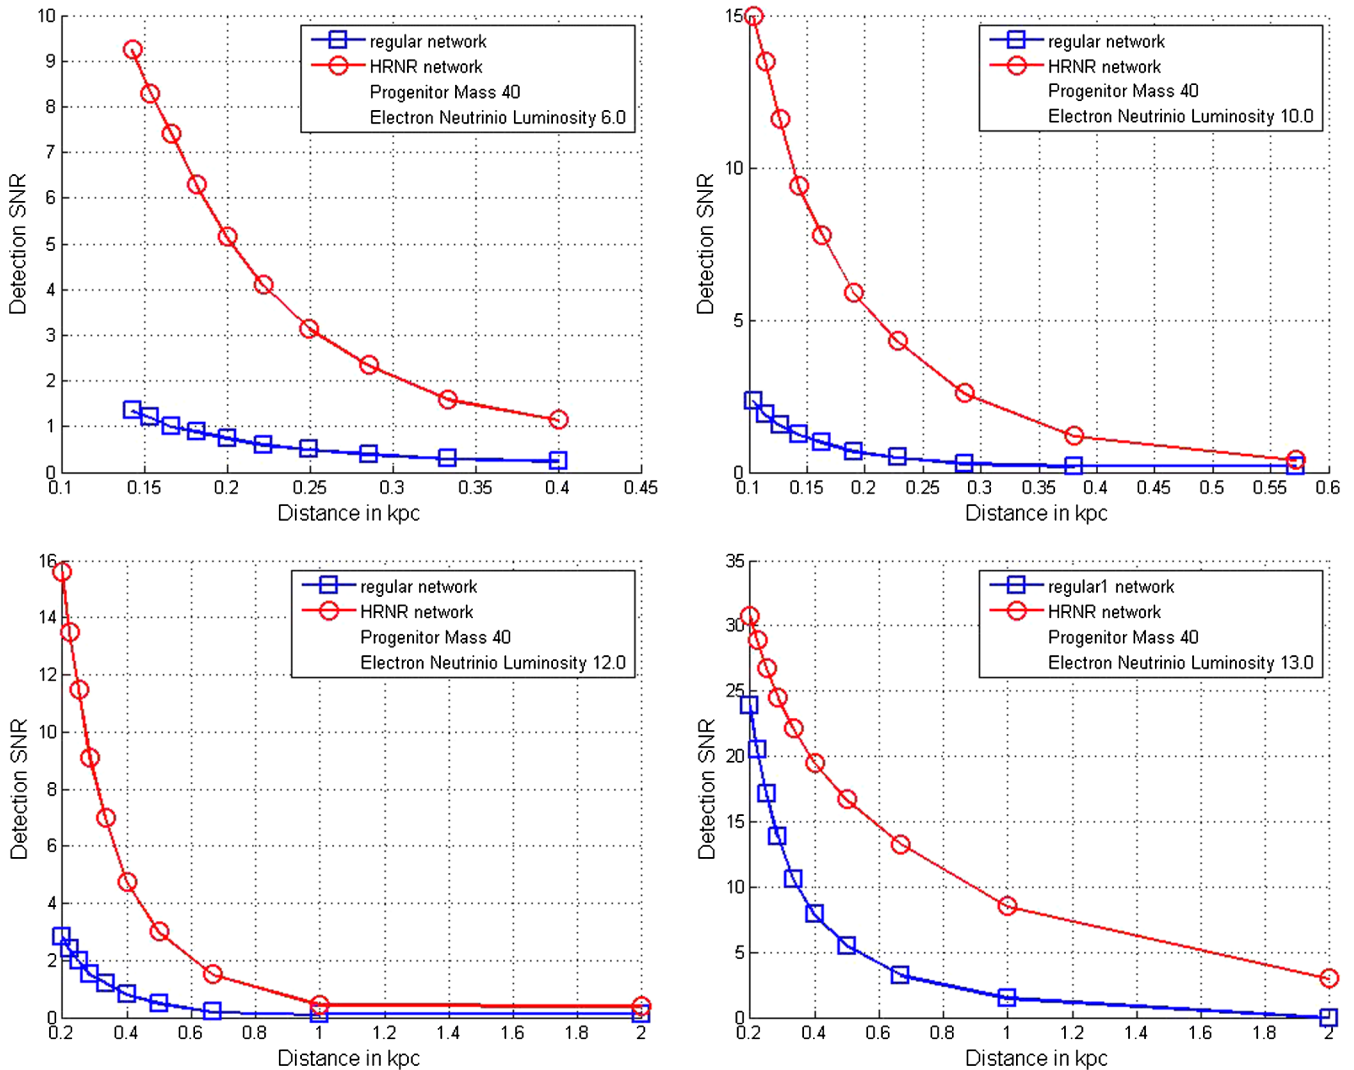 10
9
8
7
6
5
4
3
2
1
0
Detection SNR
regular network
HRNR network
Progenitor Mass 40
Electron Neutrinio Luminosity 6.0
0.1 0.15 0.2 0.25 0.3 0.35 0.4 0.45
Distance in kpc
15
10
5
0
Detection SNR
regular network
HRNR network
Progenitor Mass 40
Electron Neutrinio Luminosity 10.0
0.1 0.15 0.2 0.25 0.3 0.35 0.4 0.45 0.5 0.55 0.6
Distance in kpc
16
14
12
10
8
6
4
2
0
Detection SNR
regular network
HRNR network
Progenitor Mass 40
Electron Neutrinio Luminosity 12.0
0.2 0.4 0.6 0.8 1 1.2 1.4 1.6 1.8 2
Distance in kpc
35
30
25
20
15
10
5
0
Detection SNR
regular1 network
HRNR network
Progenitor Mass 40
Electron Neutrinio Luminosity 13.0
0.2 0.4 0.6 0.8 1 1.2 1.4 1.6 1.8 2
Distance in kpc